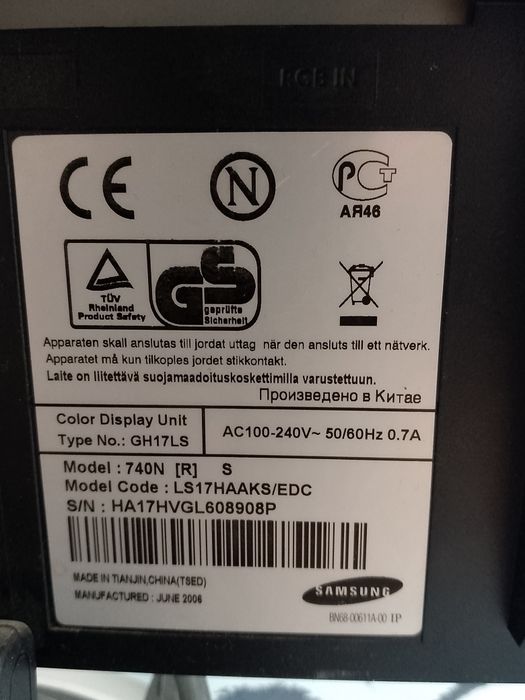 RGB IN
CE
N
РСТ
АЯ46
TÜV
Rheinland
Product Safety
GS
geprüfte
Sicherheit
Apparaten skall anslutas till jordat uttag när den ansluts till ett nätverk.
Apparatet må kun tilkoples jordet stikkontakt.
Laite on liitettävä suojamaadoituskoskettimilla varustettuun.
Произведено в Китае
Color Display Unit
Type No.: GH17LS
AC100-240V~ 50/60Hz 0.7A
Model : 740N [R] S
Model Code : LS17HAAKS/EDC
S/N : HA17HVGL608908P
MADE IN TIANJIN,CHINA(TSED)
MANUFACTURED : JUNE 2006
SAMSUNG
BN68-00611A-00 IP